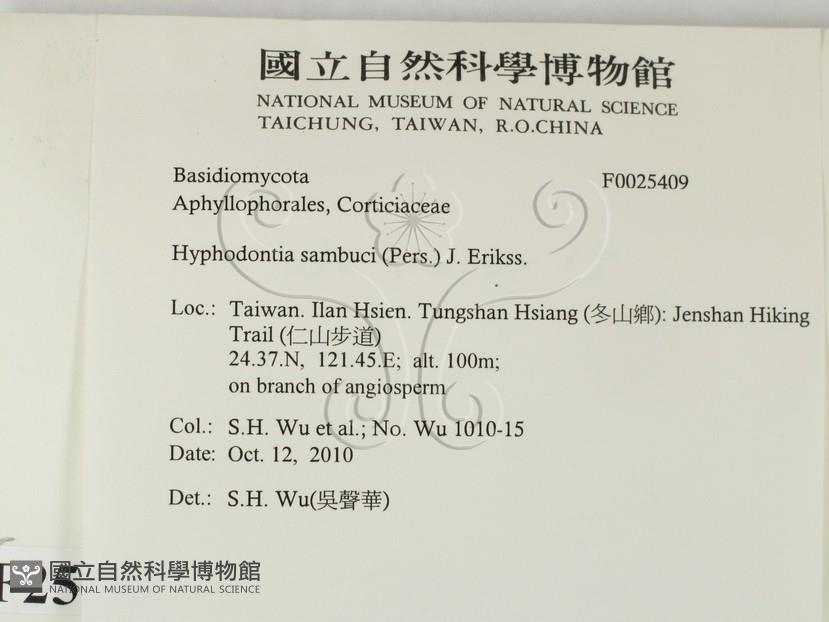 國立自然科學博物館
NATIONAL MUSEUM OF NATURAL SCIENCE
TAICHUNG, TAIWAN, R.O.CHINA
Basidiomycota F0025409
Aphyllophorales, Corticiaceae
Hyphodontia sambuci (Pers.) J. Erikss.
Loc.: Taiwan. Ilan Hsien. Tungshan Hsiang (冬山鄉): Jenshan Hiking
Trail (仁山步道)
24.37.N, 121.45.E; alt. 100m;
on branch of angiosperm
Col.: S.H. Wu et al.; No. Wu 1010-15
Date: Oct. 12, 2010
Det.: S.H. Wu(吳聲華)
F25
國立自然科學博物館
NATIONAL MUSEUM OF NATURAL SCIENCE